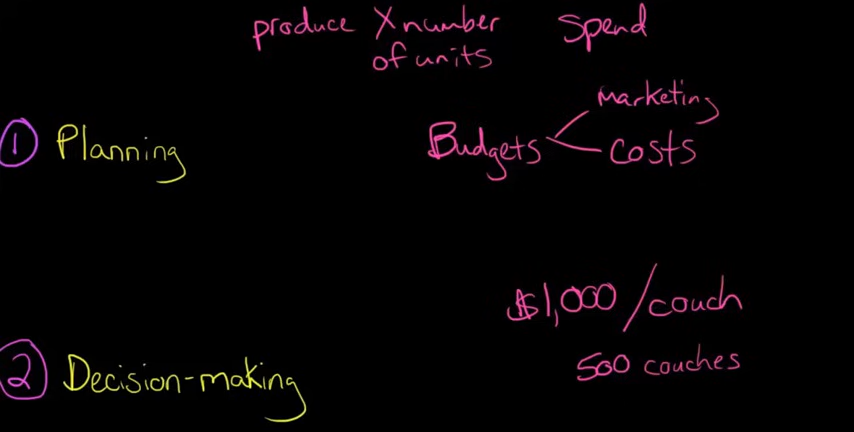 produce X number spend
of units
marketing
① Planning Budgets costs
$1,000/couch
500 couches
② Decision-making